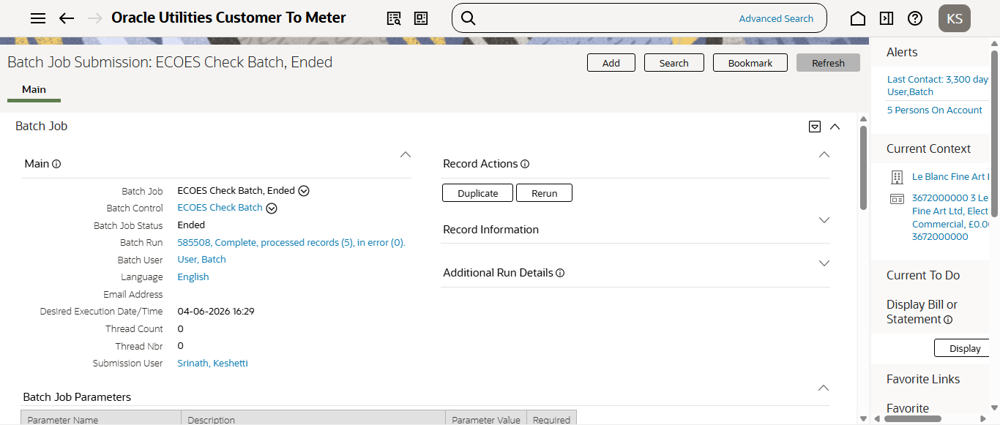 Oracle Utilities Customer To Meter
Advanced Search
KS
Batch Job Submission: ECOES Check Batch, Ended
Add
Search
Bookmark
Refresh
Main
Batch Job
Main
Batch Job ECOES Check Batch, Ended
Batch Control ECOES Check Batch
Batch Job Status Ended
Batch Run 585508, Complete, processed records (5), in error (0).
Batch User User, Batch
Language English
Email Address
Desired Execution Date/Time 04-06-2026 16:29
Thread Count 0
Thread Nbr 0
Submission User Srinath, Keshetti
Record Actions
Duplicate
Rerun
Record Information
Additional Run Details
Batch Job Parameters
Parameter Name Description Parameter Value Required
Alerts
Last Contact: 3,300 day
User,Batch
5 Persons On Account
Current Context
Le Blanc Fine Art
3672000000 3 Le
Fine Art Ltd, Elect
Commercial, £0.0
3672000000
Current To Do
Display Bill or
Statement
Display
Favorite Links
Favorite